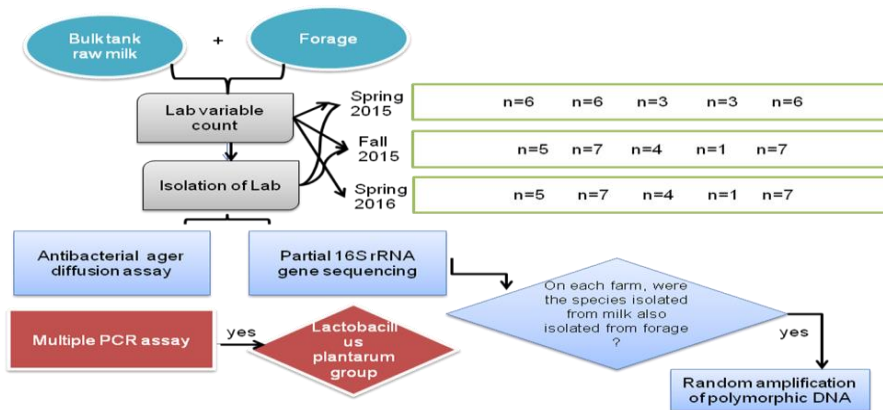 Bulk tank
raw milk
+
Forage
Lab variable
count
Isolation of Lab
Spring
2015
n=6 n=6 n=3 n=3 n=6
Fall
2015
n=5 n=7 n=4 n=1 n=7
Spring
2016
n=5 n=7 n=4 n=1 n=7
Antibacterial ager
diffusion assay
Partial 16S rRNA
gene sequencing
On each farm, were
the species isolated
from milk also
isolated from forage
?
Multiple PCR assay
yes
Lactobacill
us
plantarum
group
yes
Random amplification
of polymorphic DNA